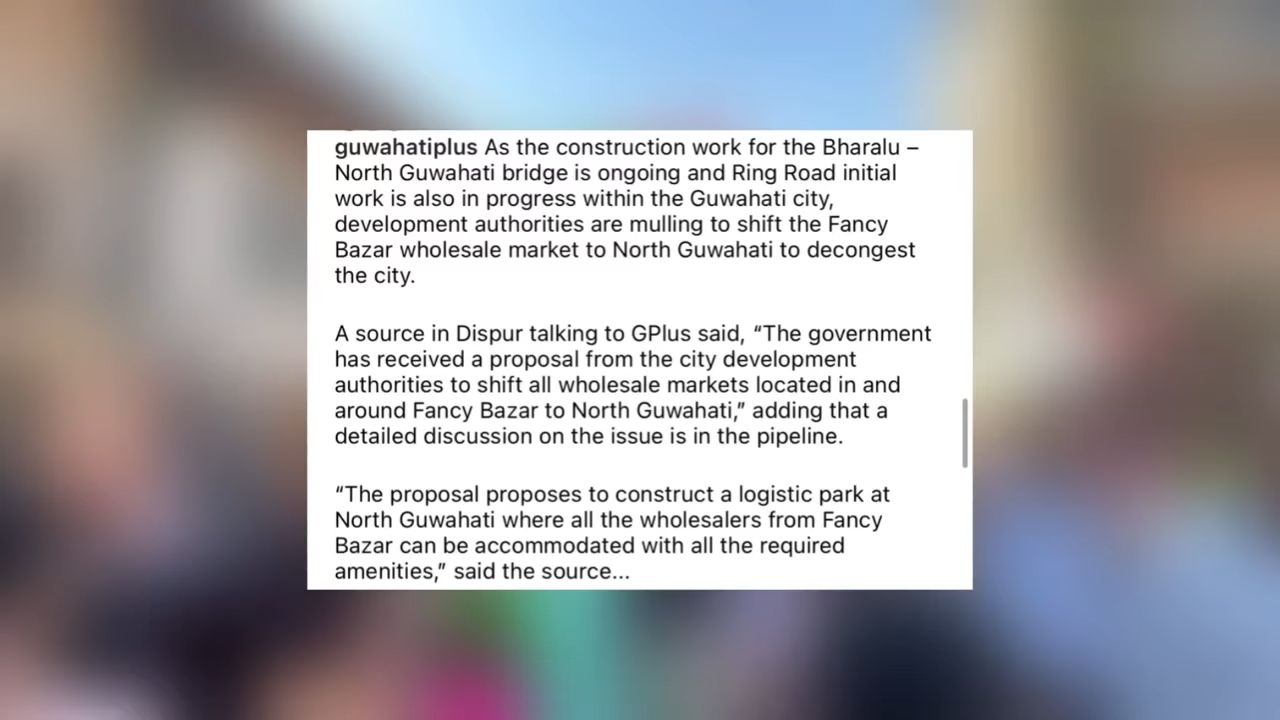 guwahatiplus As the construction work for the Bharalu –
North Guwahati bridge is ongoing and Ring Road initial
work is also in progress within the Guwahati city,
development authorities are mulling to shift the Fancy
Bazar wholesale market to North Guwahati to decongest
the city.
A source in Dispur talking to GPlus said, “The government
has received a proposal from the city development
authorities to shift all wholesale markets located in and
around Fancy Bazar to North Guwahati,” adding that a
detailed discussion on the issue is in the pipeline.
“The proposal proposes to construct a logistic park at
North Guwahati where all the wholesalers from Fancy
Bazar can be accommodated with all the required
amenities,” said the source...